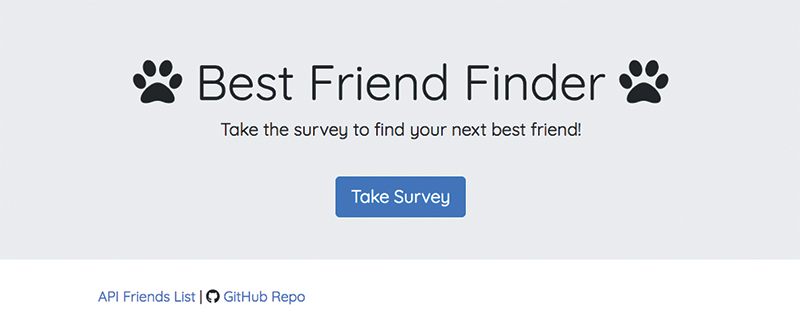 Best Friend Finder
Take the survey to find your next best friend!
Take Survey
API Friends List | GitHub Repo